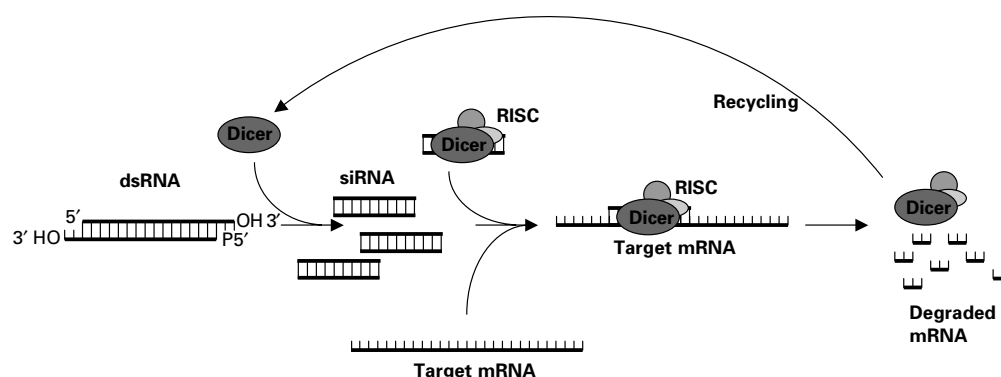 Recycling
RISC
Dicer
Dicer
dsRNA
siRNA
RISC
Dicer
Dicer
5′
OH 3′
3′ HO
P5′
Target mRNA
Degraded
mRNA
Target mRNA